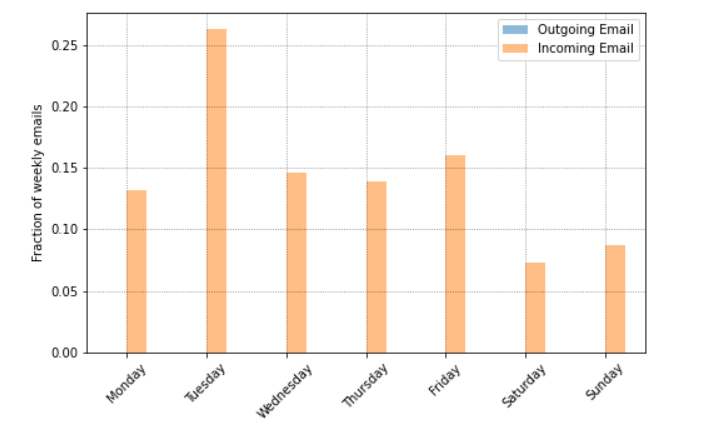 Outgoing Email
Incoming Email
Fraction of weekly emails
0.25
0.20
0.15
0.10
0.05
0.00
Monday
Tuesday
Wednesday
Thursday
Friday
Saturday
Sunday